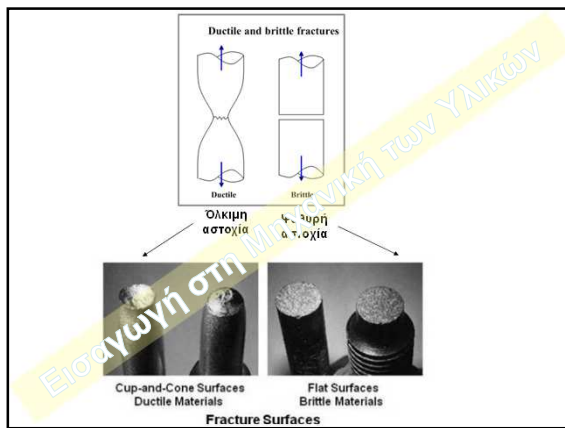 Ductile and brittle fractures
Ductile
Brittle
Όλκιμη
αστοχία
Ψαθυρή
αστοχία
Εισαγωγή στη Μηχανική των Υλικών
Cup-and-Cone Surfaces
Ductile Materials
Flat Surfaces
Brittle Materials
Fracture Surfaces